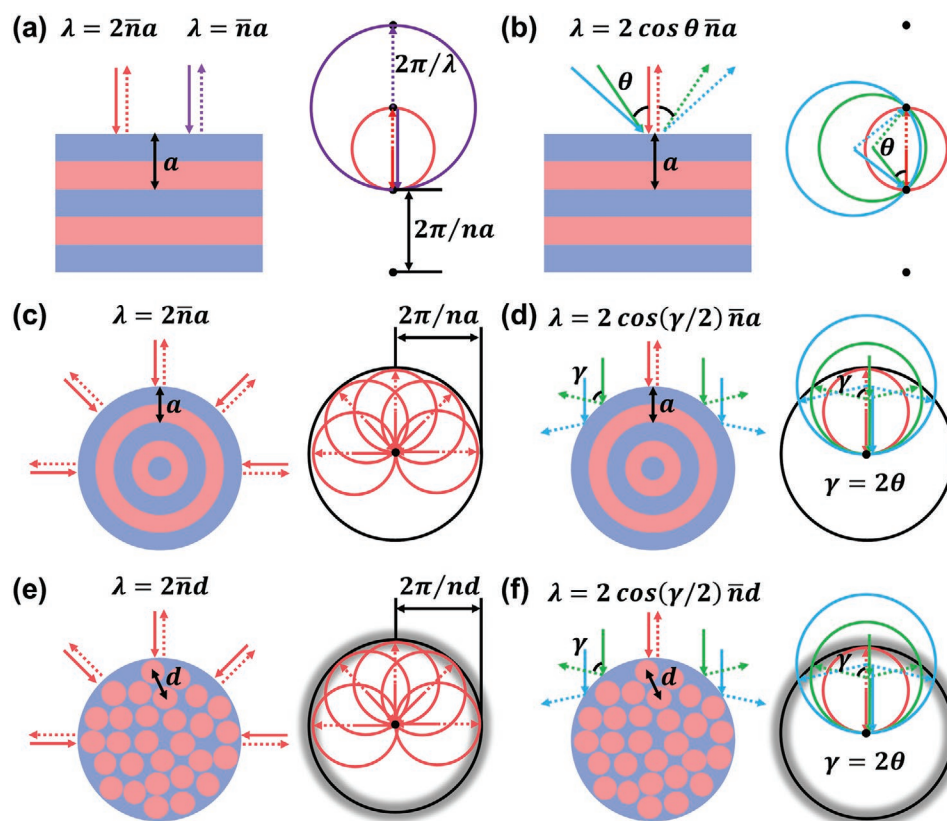 (a) λ = 2n̅a λ = n̅a
2π/λ
a
2π/na
(b) λ = 2 cos θ n̅a
θ
a
θ
(c) λ = 2n̅a
2π/na
a
(d) λ = 2 cos(γ/2) n̅a
γ
a
γ
γ = 2θ
(e) λ = 2n̅d
2π/nd
d
(f) λ = 2 cos(γ/2) n̅d
γ
d
γ
γ = 2θ